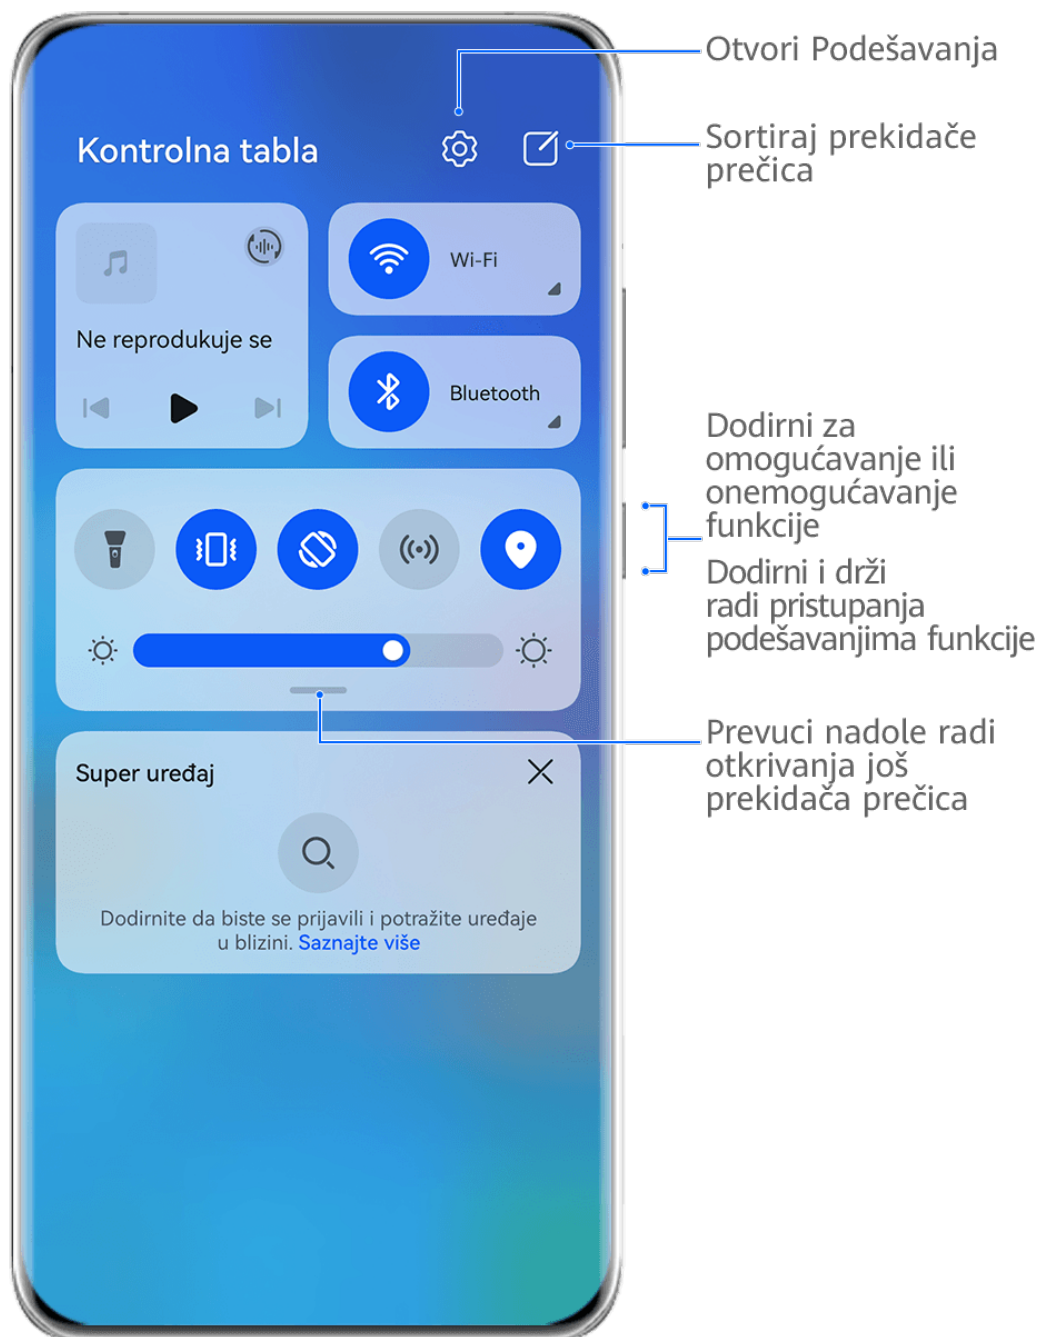 Otvori Podešavanja
Kontrolna tabla
Sortiraj prekidače
prečica
Wi-Fi
Ne reprodukuje se
Bluetooth
Dodirni za
omogućavanje ili
onemogućavanje
funkcije
Dodirni i drži
radi pristupanja
podešavanjima funkcije
Prevuci nadole radi
otkrivanja još
prekidača prečica
Super uređaj
Dodirnite da biste se prijavili i potražite uređaje
u blizini. Saznajte više